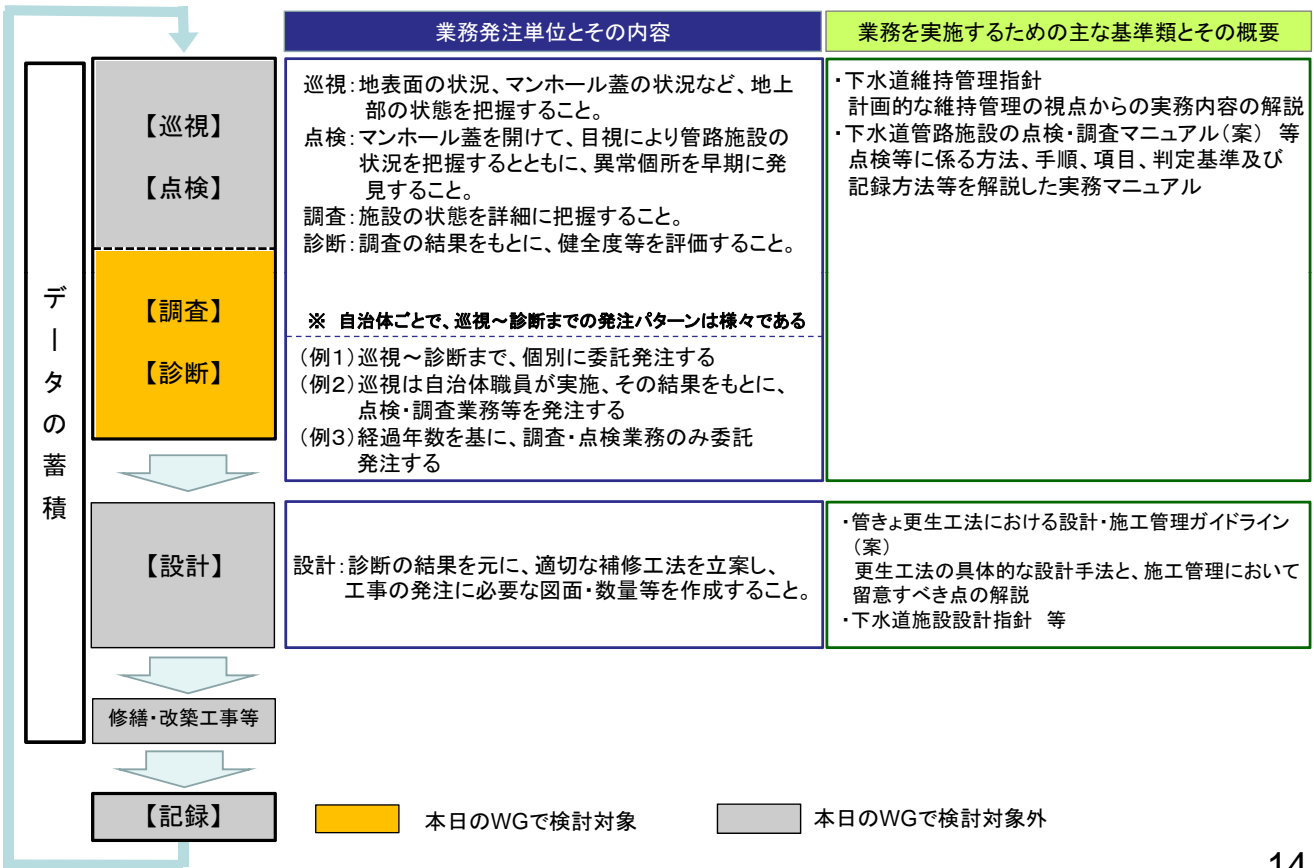 業務発注単位とその内容
業務を実施するための主な基準類とその概要
データの蓄積
【巡視】
【点検】
【調査】
【診断】
巡視：地表面の状況、マンホール蓋の状況など、地上
部の状態を把握すること。
点検：マンホール蓋を開けて、目視により管路施設の
状況を把握するとともに、異常個所を早期に発
見すること。
調査：施設の状態を詳細に把握すること。
診断：調査の結果をもとに、健全度等を評価すること。
※ 自治体ごとで、巡視～診断までの発注パターンは様々である
（例１）巡視～診断まで、個別に委託発注する
（例２）巡視は自治体職員が実施、その結果をもとに、
点検・調査業務等を発注する
（例３）経過年数を基に、調査・点検業務のみ委託
発注する
・下水道維持管理指針
計画的な維持管理の視点からの実務内容の解説
・下水道管路施設の点検・調査マニュアル（案） 等
点検等に係る方法、手順、項目、判定基準及び
記録方法等を解説した実務マニュアル
【設計】
設計：診断の結果を元に、適切な補修工法を立案し、
工事の発注に必要な図面・数量等を作成すること。
・管きょ更生工法における設計・施工管理ガイドライン
（案）
更生工法の具体的な設計手法と、施工管理において
留意すべき点の解説
・下水道施設設計指針 等
修繕・改築工事等
【記録】
本日のWGで検討対象
本日のWGで検討対象外
14